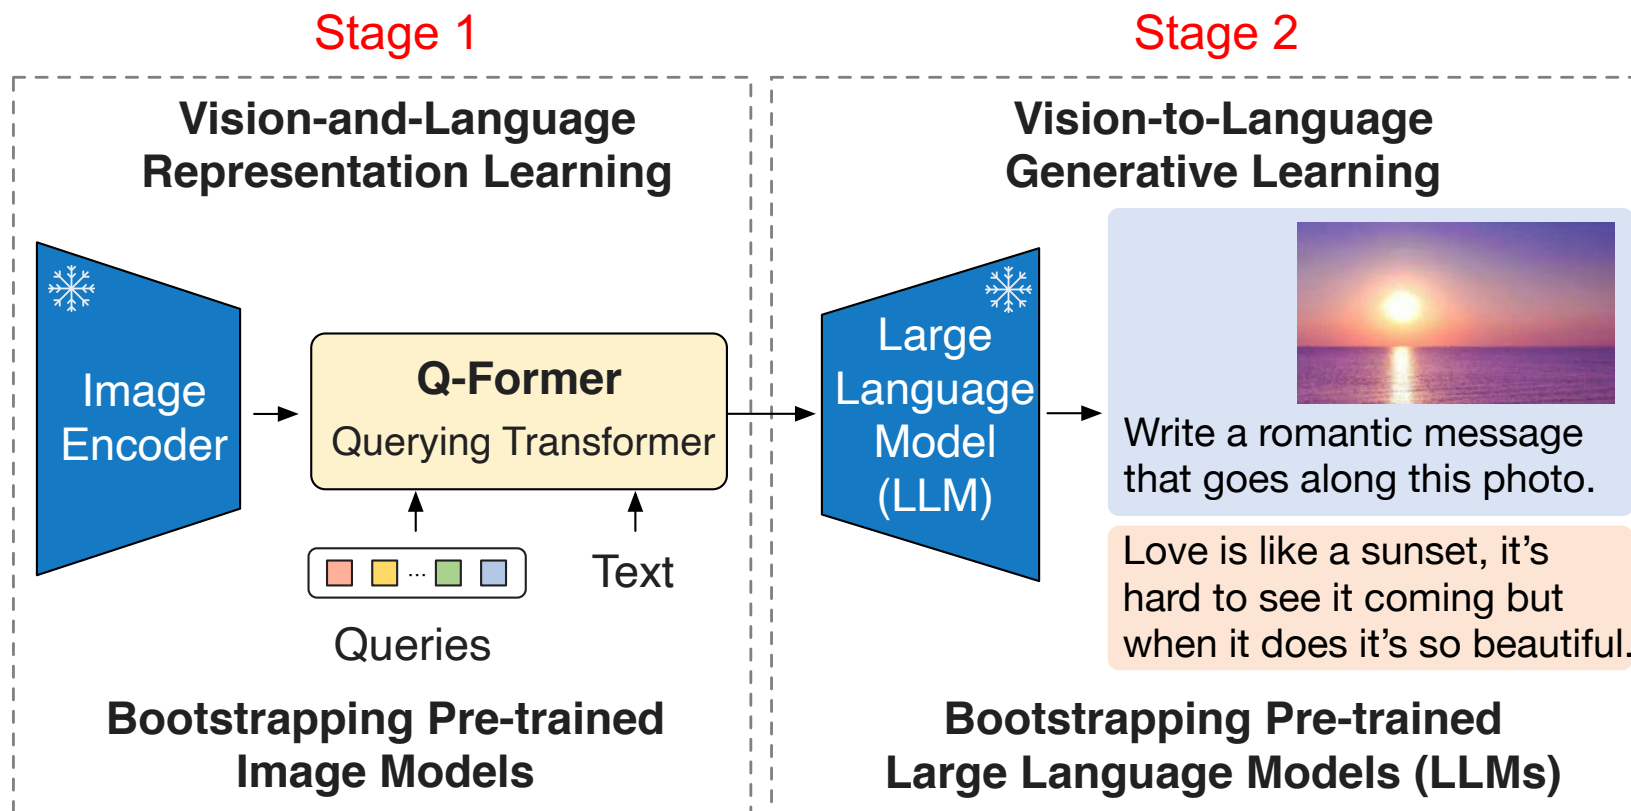 Stage 1
Vision-and-Language
Representation Learning
Image
Encoder
Q-Former
Querying Transformer
...
Queries
Text
Bootstrapping Pre-trained
Image Models
Stage 2
Vision-to-Language
Generative Learning
Large
Language
Model
(LLM)
Write a romantic message
that goes along this photo.
Love is like a sunset, it’s
hard to see it coming but
when it does it’s so beautiful.
Bootstrapping Pre-trained
Large Language Models (LLMs)